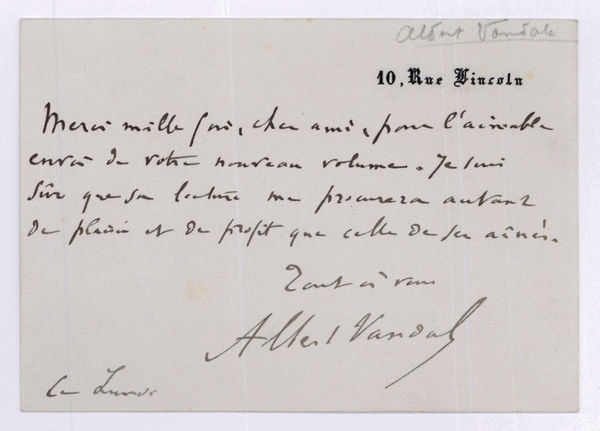 Albert Vandale
10, Rue Lincoln
Merci mille fois, cher ami, pour l'aimable
envoi de votre nouveau volume. Je suis
sûr que sa lecture me procurera autant
de plaisir et de profit que celle de ses aînés.
Tout à vous
Albert Vandal
Ce Lundi